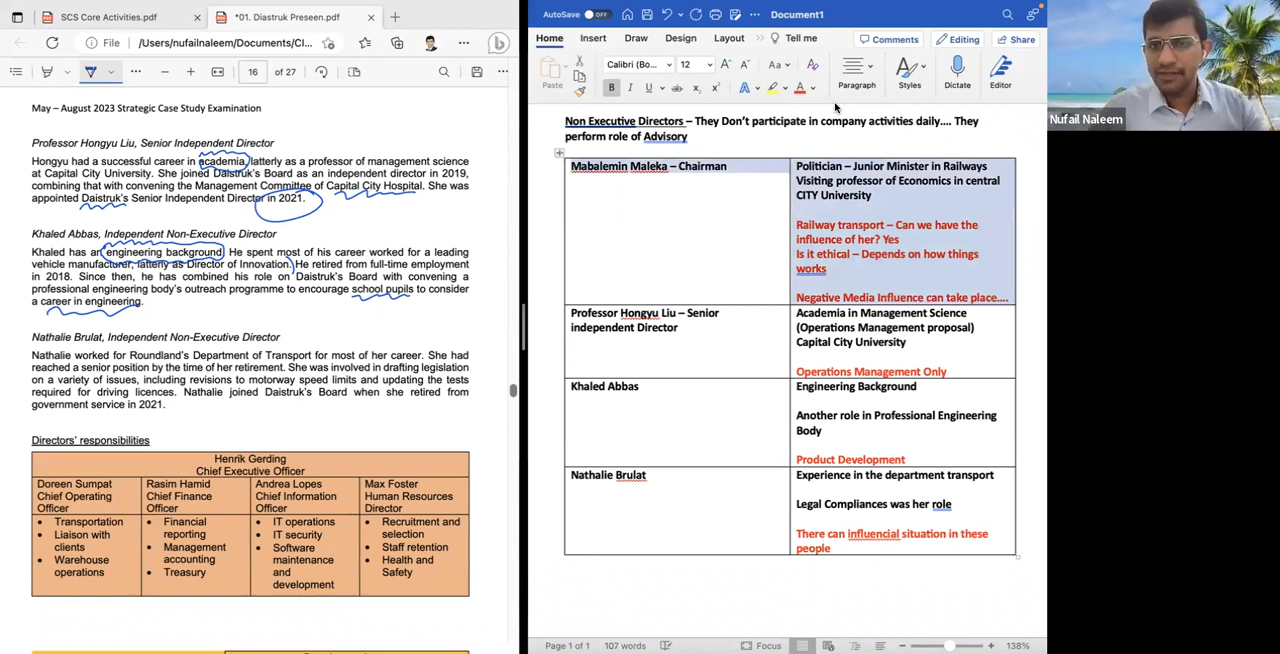 SCS Core Activities.pdf
*01. Diastruk Preseen.pdf
File
/Users/nufailnaleem/Documents/CI...
16
of 27
May – August 2023 Strategic Case Study Examination
Professor Hongyu Liu, Senior Independent Director
Hongyu had a successful career in academia, latterly as a professor of management science
at Capital City University. She joined Daistruk's Board as an independent director in 2019,
combining that with convening the Management Committee of Capital City Hospital. She was
appointed Daistruk's Senior Independent Director in 2021.
Khaled Abbas, Independent Non-Executive Director
Khaled has an engineering background. He spent most of his career worked for a leading
vehicle manufacturer, latterly as Director of Innovation. He retired from full-time employment
in 2018. Since then, he has combined his role on Daistruk's Board with convening a
professional engineering body's outreach programme to encourage school pupils to consider
a career in engineering.
Nathalie Brulat, Independent Non-Executive Director
Nathalie worked for Roundland's Department of Transport for most of her career. She had
reached a senior position by the time of her retirement. She was involved in drafting legislation
on a variety of issues, including revisions to motorway speed limits and updating the tests
required for driving licences. Nathalie joined Daistruk's Board when she retired from
government service in 2021.
Directors' responsibilities
Henrik Gerding
Chief Executive Officer
Doreen Sumpat
Chief Operating
Officer
Rasim Hamid
Chief Finance
Officer
Andrea Lopes
Chief Information
Officer
Max Foster
Human Resources
Director
• Transportation
• Liaison with
clients
• Warehouse
operations
• Financial
reporting
• Management
accounting
• Treasury
• IT operations
• IT security
• Software
maintenance
and
development
• Recruitment and
selection
• Staff retention
• Health and
Safety
AutoSave OFF
Document1
Home
Insert
Draw
Design
Layout
Tell me
Comments
Editing
Share
Paste
Calibri (Bo...
12
Paragraph
Styles
Dictate
Editor
Non Executive Directors – They Don't participate in company activities daily.... They
perform role of Advisory
Mabalemin Maleka – Chairman
Politician – Junior Minister in Railways
Visiting professor of Economics in central
CITY University
Railway transport – Can we have the
influence of her? Yes
Is it ethical – Depends on how things
works
Negative Media Influence can take place....
Professor Hongyu Liu – Senior
independent Director
Academia in Management Science
(Operations Management proposal)
Capital City University
Operations Management Only
Khaled Abbas
Engineering Background
Another role in Professional Engineering
Body
Product Development
Nathalie Brulat
Experience in the department transport
Legal Compliances was her role
There can influencial situation in these
people
Page 1 of 1
107 words
Focus
138%
Nufail Naleem